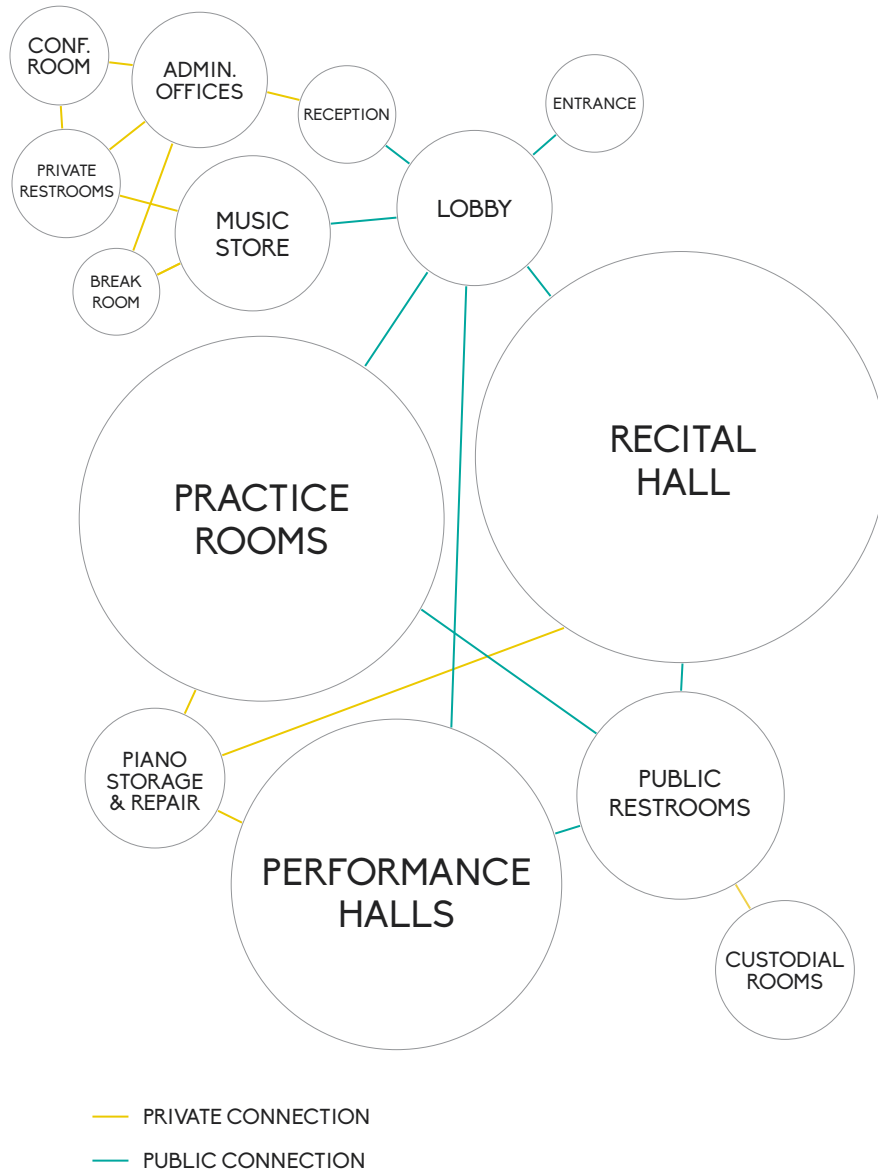 CONF.
ROOM
ADMIN.
OFFICES
RECEPTION
ENTRANCE
PRIVATE
RESTROOMS
MUSIC
STORE
LOBBY
BREAK
ROOM
PRACTICE
ROOMS
RECITAL
HALL
PIANO
STORAGE
& REPAIR
PUBLIC
RESTROOMS
PERFORMANCE
HALLS
CUSTODIAL
ROOMS
PRIVATE CONNECTION
PUBLIC CONNECTION